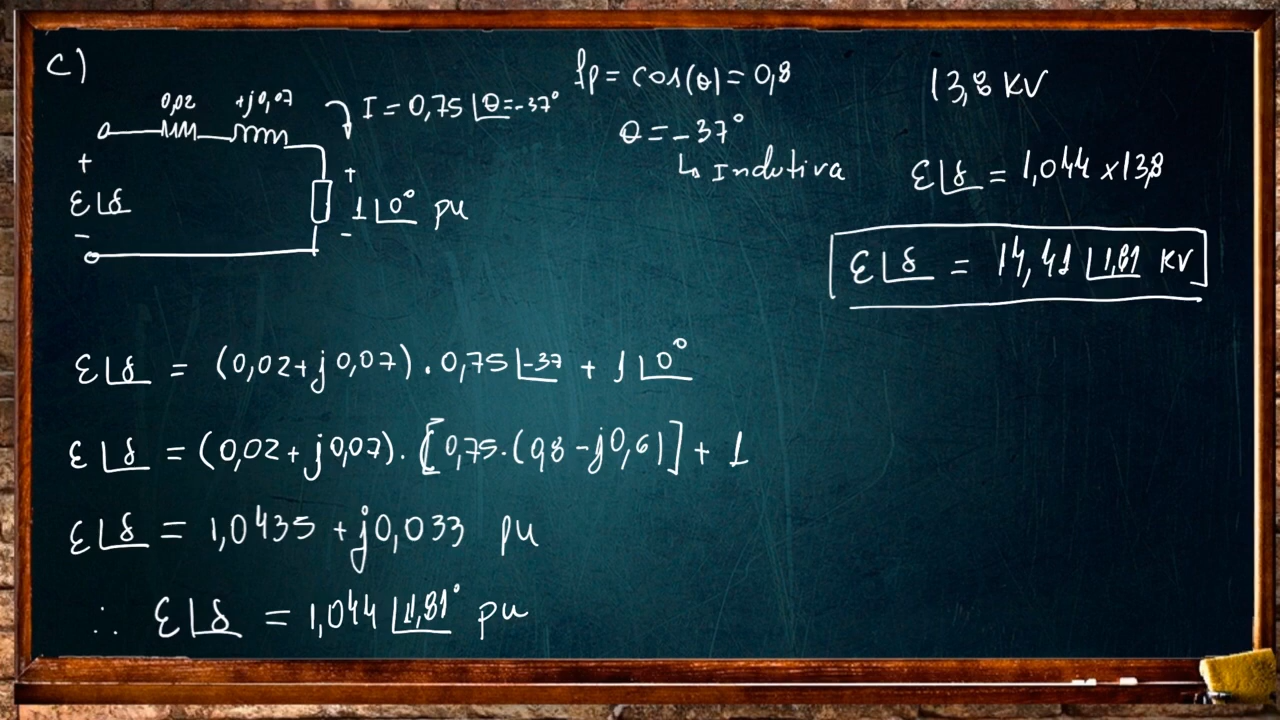 c)
0,02 +j0,07
I = 0,75∠θ=-37°
+
ε∠δ
-
+
1∠0° pu
-
fp = cos(θ) = 0,8
θ = -37°
↳ Indutiva
13,8 kV
ε∠δ = 1,044 x 13,8
ε∠δ = 14,41∠1,81 kV
ε∠δ = (0,02+j0,07) . 0,75∠-37 + 1∠0°
ε∠δ = (0,02+j0,07) . [0,75.(0,8-j0,6)] + 1
ε∠δ = 1,0435 + j0,033 pu
∴ ε∠δ = 1,044∠1,81° pu